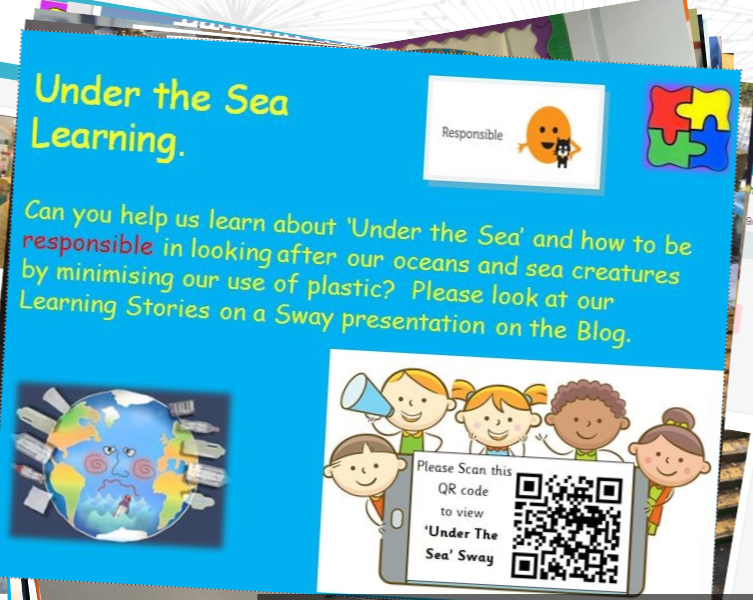 Under the Sea
Learning.
Responsible
Can you help us learn about 'Under the Sea' and how to be
responsible in looking after our oceans and sea creatures
by minimising our use of plastic?  Please look at our
Learning Stories on a Sway presentation on the Blog.
Please Scan this
QR code
to view
'Under The
Sea' Sway